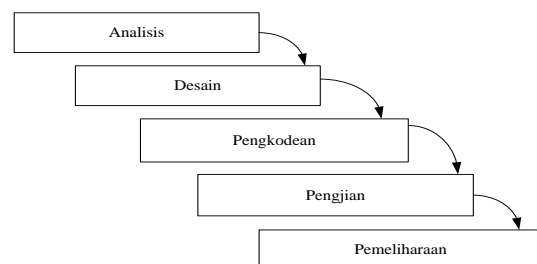 Analisis
Desain
Pengkodean
Pengjian
Pemeliharaan